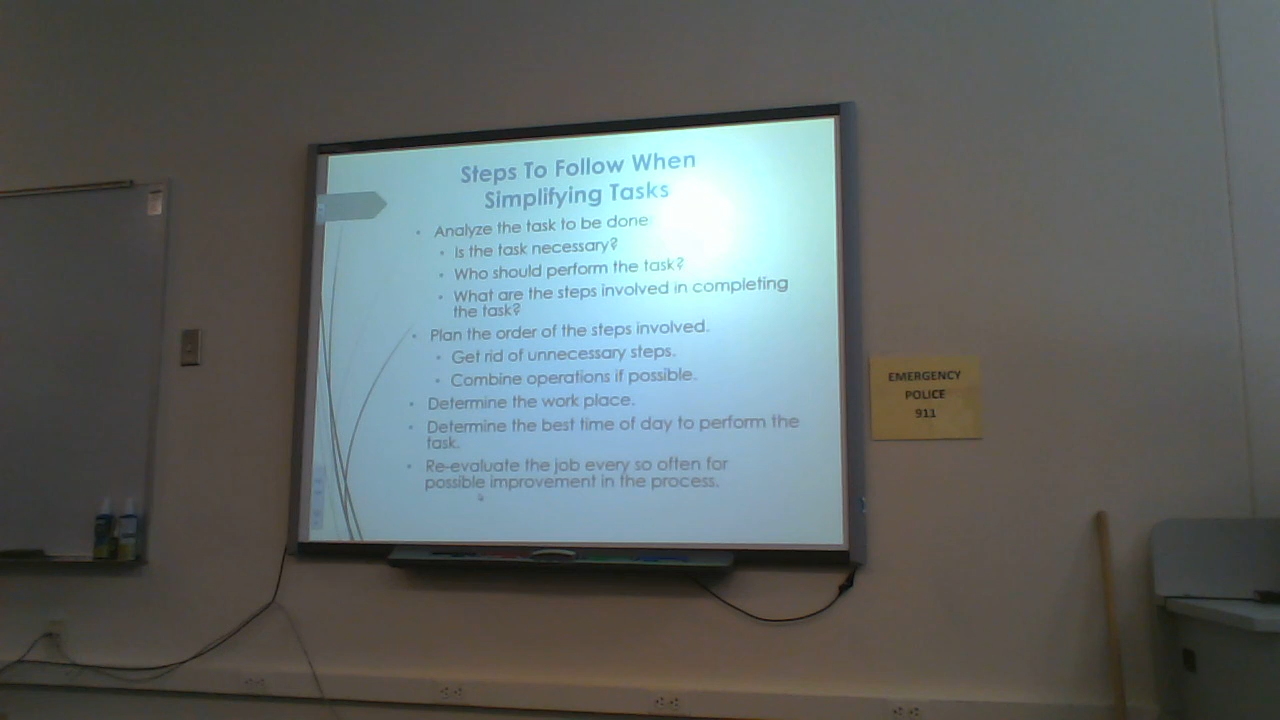 Steps To Follow When
Simplifying Tasks
• Analyze the task to be done
• Is the task necessary?
• Who should perform the task?
• What are the steps involved in completing
the task?
• Plan the order of the steps involved.
• Get rid of unnecessary steps.
• Combine operations if possible.
• Determine the work place.
• Determine the best time of day to perform the
task.
• Re-evaluate the job every so often for
possible improvement in the process.
EMERGENCY
POLICE
911